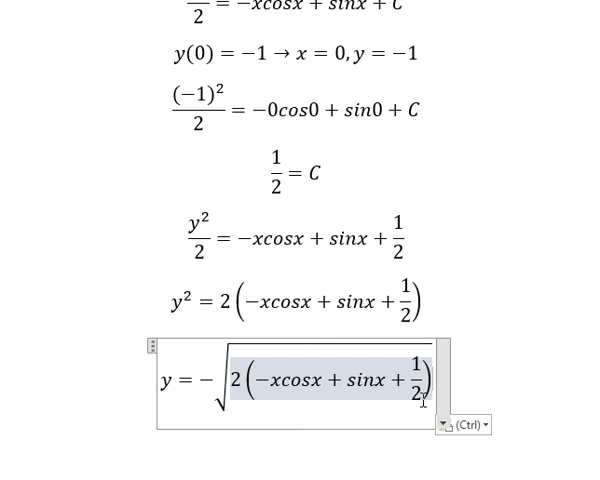 /2 = −xcosx + sinx + C
y(0) = −1 → x = 0, y = −1
(−1)²/2 = −0cos0 + sin0 + C
1/2 = C
y²/2 = −xcosx + sinx + 1/2
y² = 2(−xcosx + sinx + 1/2)
y = −√(2(−xcosx + sinx + 1/2))
(Ctrl)